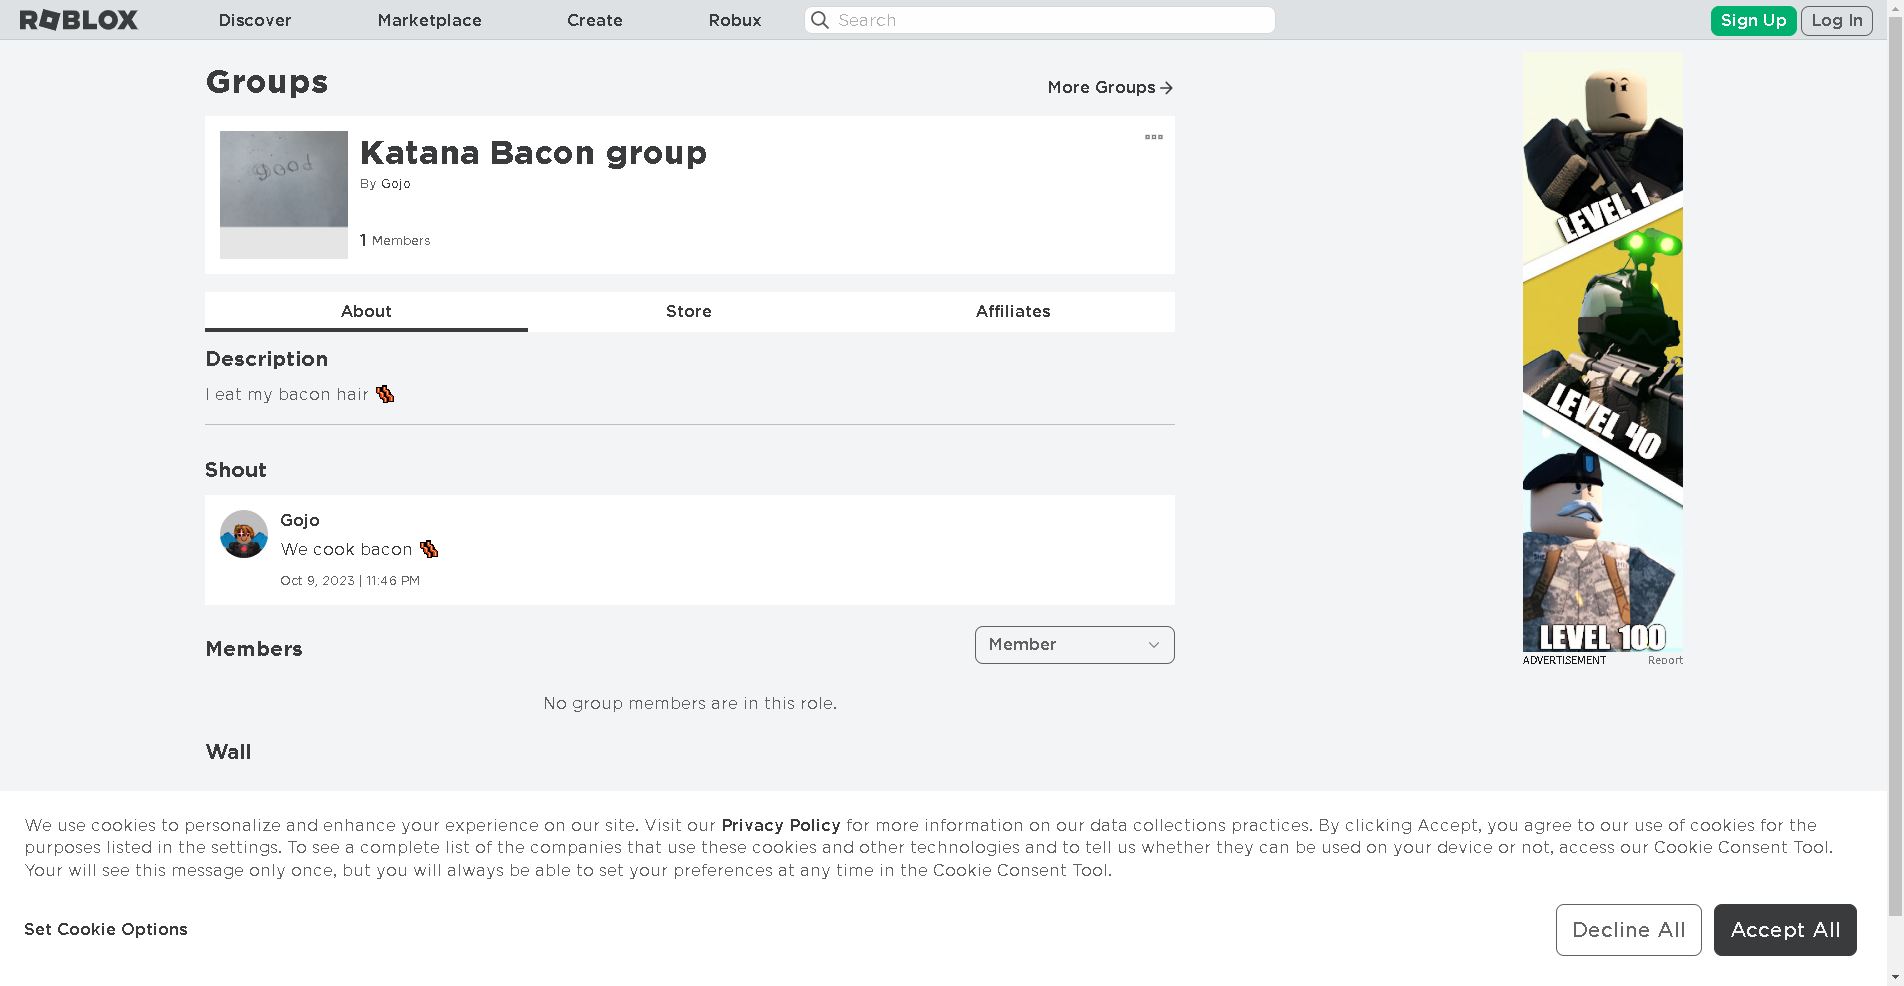 ROBLOX
Discover
Marketplace
Create
Robux
Search
Sign Up
Log In
Groups
More Groups
good
Katana Bacon group
By Gojo
1 Members
About
Store
Affiliates
Description
I eat my bacon hair 🥓
Shout
Gojo
We cook bacon 🥓
Oct 9, 2023 | 11:46 PM
Members
Member
No group members are in this role.
Wall
LEVEL 1
LEVEL 40
LEVEL 100
ADVERTISEMENT
Report
We use cookies to personalize and enhance your experience on our site. Visit our Privacy Policy for more information on our data collections practices. By clicking Accept, you agree to our use of cookies for the
purposes listed in the settings. To see a complete list of the companies that use these cookies and other technologies and to tell us whether they can be used on your device or not, access our Cookie Consent Tool.
Your will see this message only once, but you will always be able to set your preferences at any time in the Cookie Consent Tool.
Set Cookie Options
Decline All
Accept All